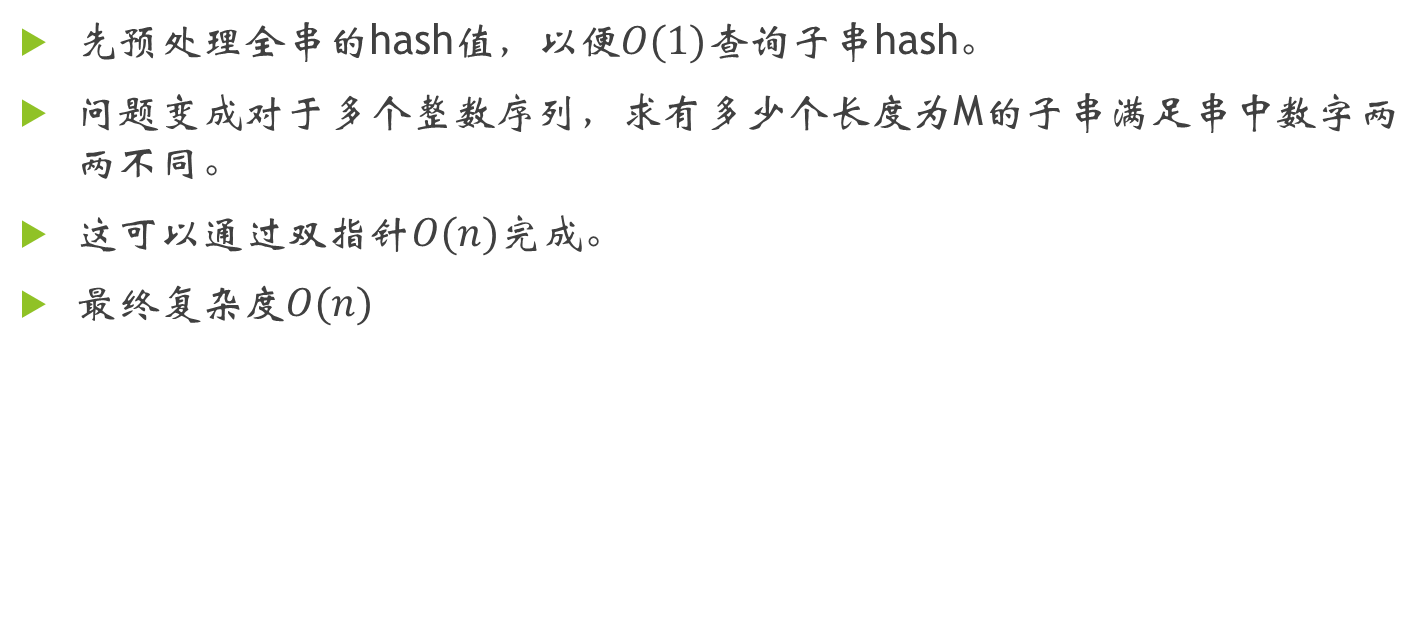 先预处理全串的hash值，以便O(1)查询子串hash。
问题变成对于多个整数序列，求有多少个长度为M的子串满足串中数字两
两不同。
这可以通过双指针O(n)完成。
最终复杂度O(n)